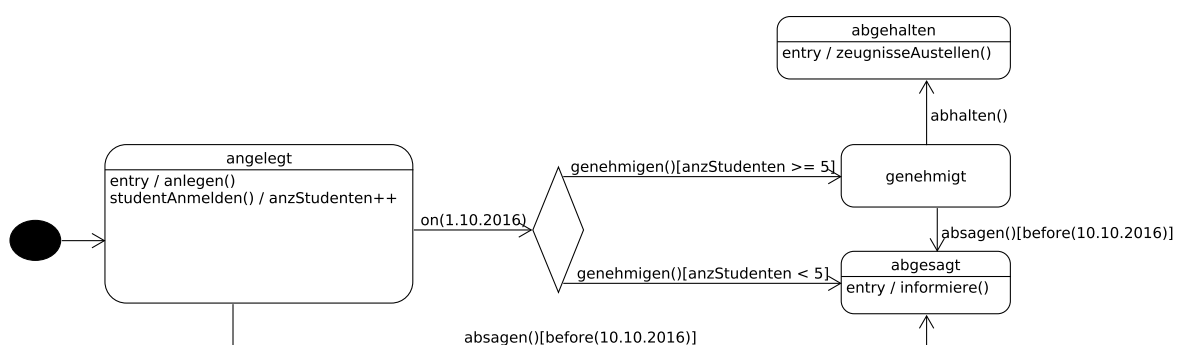 abgehalten
entry / zeugnisseAustellen()
abhalten()
angelegt
entry / anlegen()
studentAnmelden() / anzStudenten++
genehmigen()[anzStudenten >= 5]
genehmigt
on(1.10.2016)
absagen()[before(10.10.2016)]
genehmigen()[anzStudenten < 5]
abgesagt
entry / informiere()
absagen()[before(10.10.2016)]